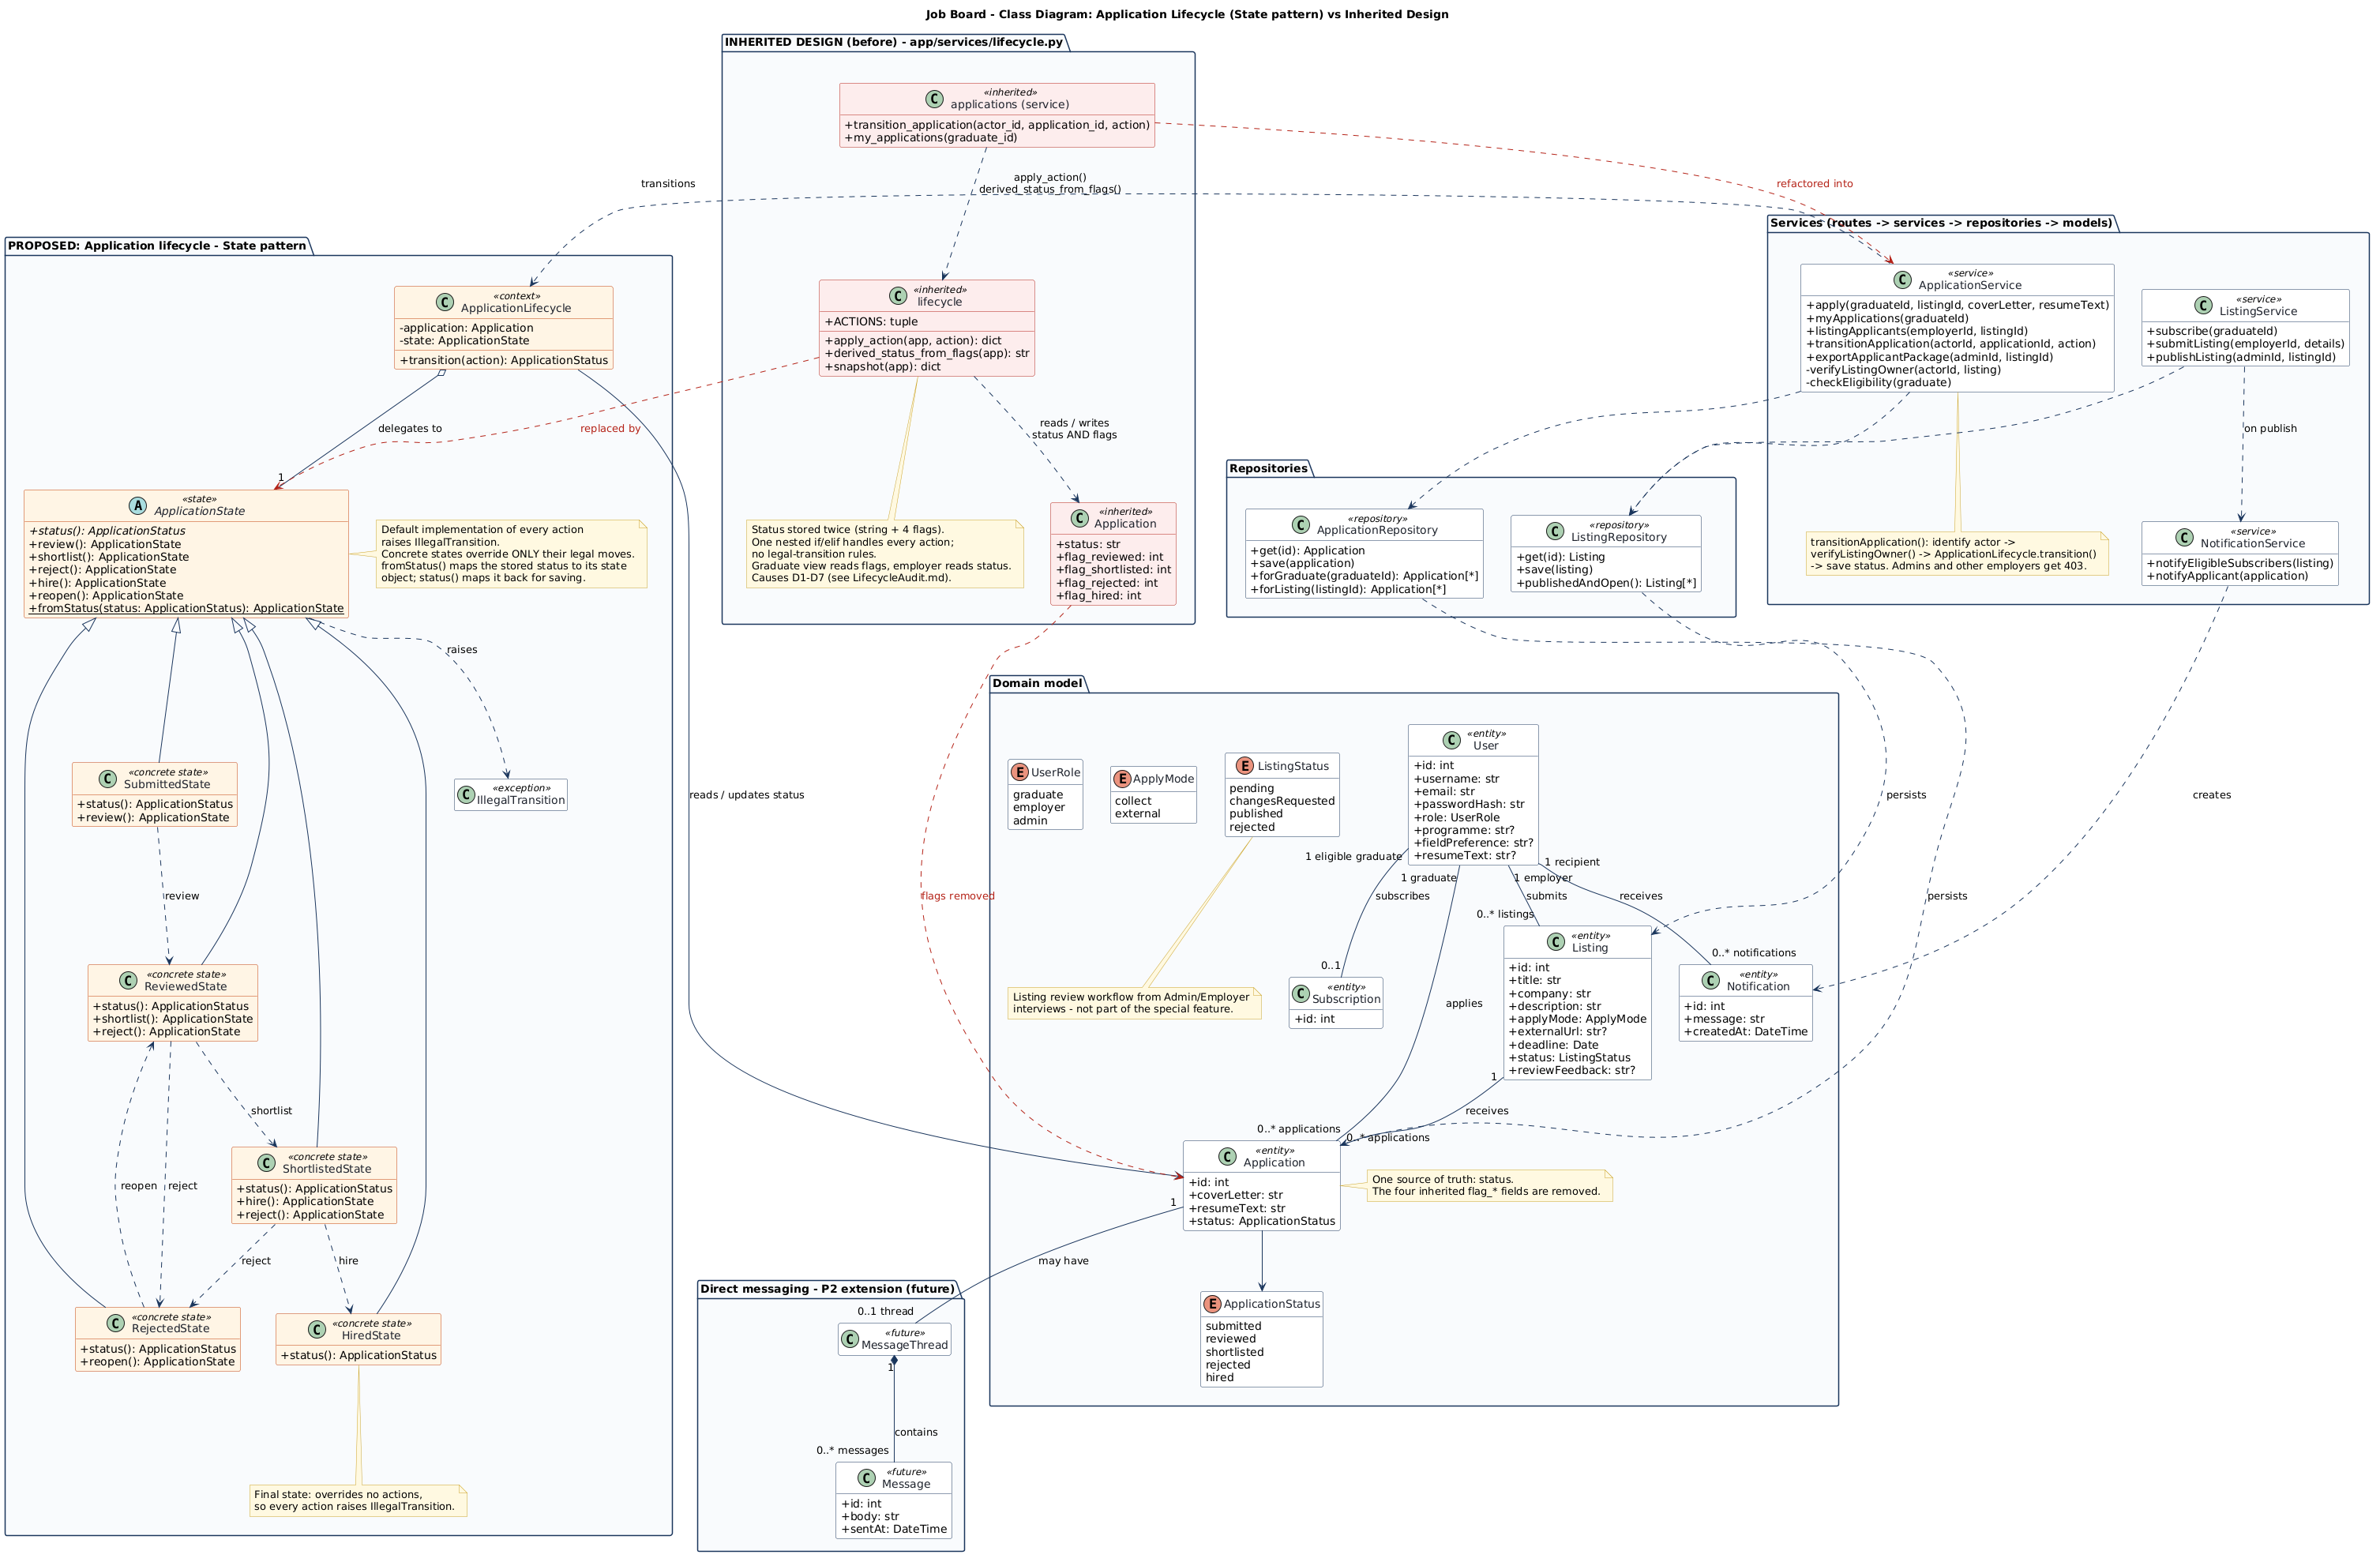 Job Board - Class Diagram: Application Lifecycle (State pattern) vs Inherited Design
INHERITED DESIGN (before) - app/services/lifecycle.py
C
«inherited»
applications (service)
+transition_application(actor_id, application_id, action)
+my_applications(graduate_id)
apply_action()
derived_status_from_flags()
transitions
refactored into
C
«inherited»
lifecycle
+ACTIONS: tuple
+apply_action(app, action): dict
+derived_status_from_flags(app): str
+snapshot(app): dict
reads / writes
status AND flags
replaced by
Status stored twice (string + 4 flags).
One nested if/elif handles every action;
no legal-transition rules.
Graduate view reads flags, employer reads status.
Causes D1-D7 (see LifecycleAudit.md).
C
«inherited»
Application
+status: str
+flag_reviewed: int
+flag_shortlisted: int
+flag_rejected: int
+flag_hired: int
flags removed
PROPOSED: Application lifecycle - State pattern
C
«context»
ApplicationLifecycle
-application: Application
-state: ApplicationState
+transition(action): ApplicationStatus
delegates to
1
A
«state»
ApplicationState
+status(): ApplicationStatus
+review(): ApplicationState
+shortlist(): ApplicationState
+reject(): ApplicationState
+hire(): ApplicationState
+reopen(): ApplicationState
+fromStatus(status: ApplicationStatus): ApplicationState
Default implementation of every action
raises IllegalTransition.
Concrete states override ONLY their legal moves.
fromStatus() maps the stored status to its state
object; status() maps it back for saving.
raises
C
«exception»
IllegalTransition
C
«concrete state»
SubmittedState
+status(): ApplicationStatus
+review(): ApplicationState
review
C
«concrete state»
ReviewedState
+status(): ApplicationStatus
+shortlist(): ApplicationState
+reject(): ApplicationState
shortlist
reopen
reject
C
«concrete state»
ShortlistedState
+status(): ApplicationStatus
+hire(): ApplicationState
+reject(): ApplicationState
reject
hire
C
«concrete state»
RejectedState
+status(): ApplicationStatus
+reopen(): ApplicationState
C
«concrete state»
HiredState
+status(): ApplicationStatus
Final state: overrides no actions,
so every action raises IllegalTransition.
reads / updates status
Services (routes -> services -> repositories -> models)
C
«service»
ApplicationService
+apply(graduateId, listingId, coverLetter, resumeText)
+myApplications(graduateId)
+listingApplicants(employerId, listingId)
+transitionApplication(actorId, applicationId, action)
+exportApplicantPackage(adminId, listingId)
-verifyListingOwner(actorId, listing)
-checkEligibility(graduate)
C
«service»
ListingService
+subscribe(graduateId)
+submitListing(employerId, details)
+publishListing(adminId, listingId)
on publish
transitionApplication(): identify actor ->
verifyListingOwner() -> ApplicationLifecycle.transition()
-> save status. Admins and other employers get 403.
C
«service»
NotificationService
+notifyEligibleSubscribers(listing)
+notifyApplicant(application)
creates
Repositories
C
«repository»
ApplicationRepository
+get(id): Application
+save(application)
+forGraduate(graduateId): Application[*]
+forListing(listingId): Application[*]
C
«repository»
ListingRepository
+get(id): Listing
+save(listing)
+publishedAndOpen(): Listing[*]
persists
persists
Domain model
E
UserRole
graduate
employer
admin
E
ApplyMode
collect
external
E
ListingStatus
pending
changesRequested
published
rejected
Listing review workflow from Admin/Employer
interviews - not part of the special feature.
C
«entity»
User
+id: int
+username: str
+email: str
+passwordHash: str
+role: UserRole
+programme: str?
+fieldPreference: str?
+resumeText: str?
1 eligible graduate
1 graduate
1 employer
1 recipient
subscribes
submits
receives
0..* listings
0..1
0..* notifications
C
«entity»
Subscription
+id: int
applies
C
«entity»
Listing
+id: int
+title: str
+company: str
+description: str
+applyMode: ApplyMode
+externalUrl: str?
+deadline: Date
+status: ListingStatus
+reviewFeedback: str?
C
«entity»
Notification
+id: int
+message: str
+createdAt: DateTime
1
receives
0..* applications
0..* applications
C
«entity»
Application
+id: int
+coverLetter: str
+resumeText: str
+status: ApplicationStatus
One source of truth: status.
The four inherited flag_* fields are removed.
1
may have
E
ApplicationStatus
submitted
reviewed
shortlisted
rejected
hired
Direct messaging - P2 extension (future)
0..1 thread
C
«future»
MessageThread
1
contains
0..* messages
C
«future»
Message
+id: int
+body: str
+sentAt: DateTime